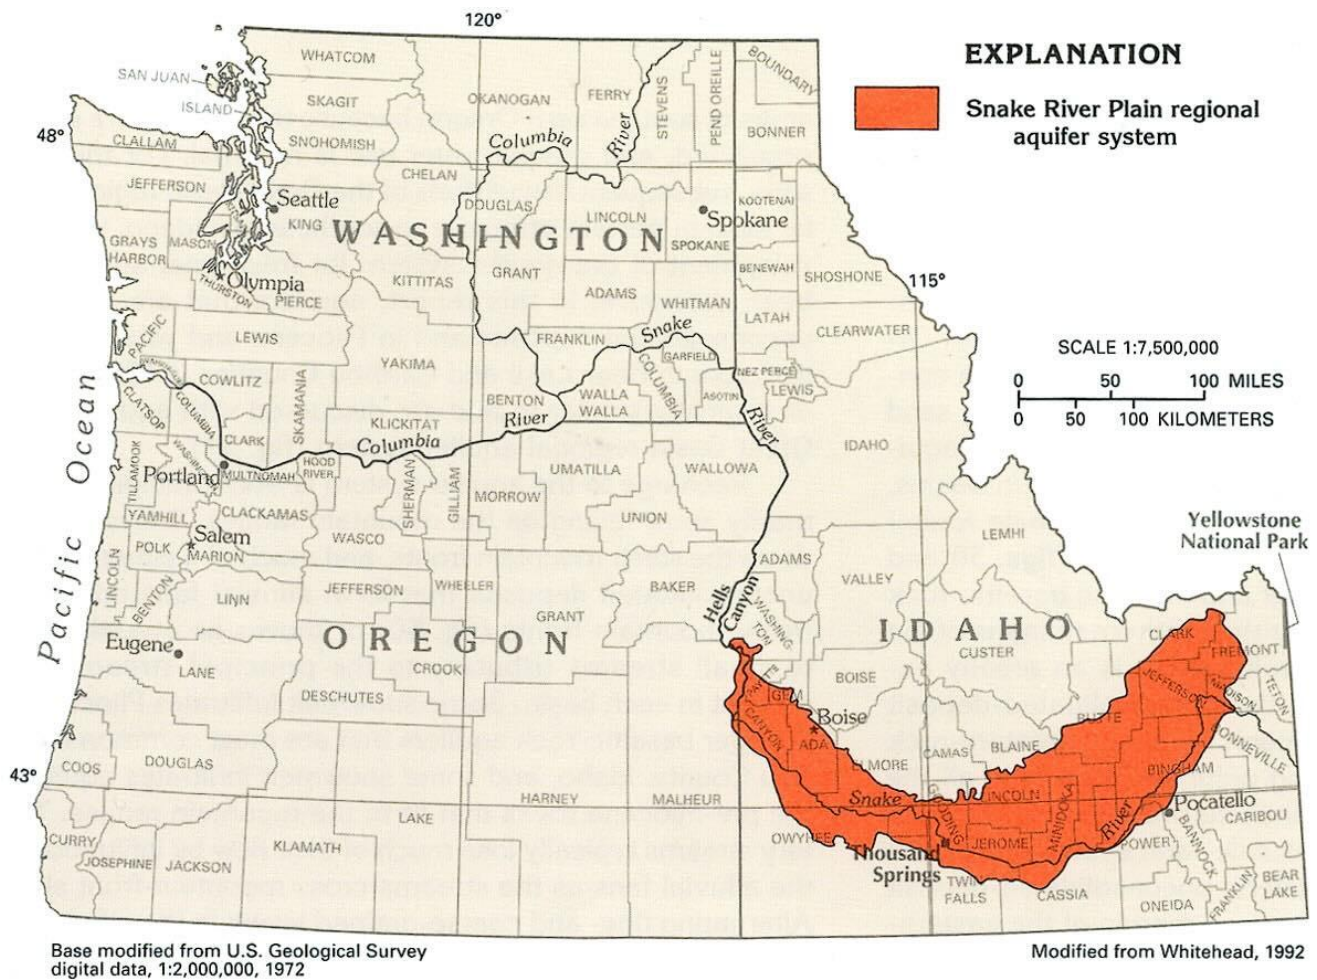 120°
EXPLANATION
Snake River Plain regional
aquifer system
SAN JUAN
ISLAND
WHATCOM
SKAGIT
SNOHOMISH
OKANOGAN
FERRY
STEVENS
PEND OREILLE
BOUNDARY
BONNER
48°
CLALLAM
JEFFERSON
Columbia
River
CHELAN
DOUGLAS
LINCOLN
Spokane
SPOKANE
KOOTENAI
Seattle
KING
WASHINGTON
GRAYS
HARBOR
MASON
Olympia
THURSTON
PIERCE
KITTITAS
GRANT
ADAMS
WHITMAN
BENEWAH
SHOSHONE
115°
LATAH
CLEARWATER
PACIFIC
LEWIS
YAKIMA
FRANKLIN
Snake
River
GARFIELD
COLUMBIA
ASOTIN
NEZ PERCE
LEWIS
SCALE 1:7,500,000
0 50 100 MILES
0 50 100 KILOMETERS
COWLITZ
SKAMANIA
BENTON
WALLA
WALLA
KLICKITAT
Columbia
River
CLATSOP
COLUMBIA
CLARK
IDAHO
Pacific Ocean
TILLAMOOK
Portland
MULTNOMAH
HOOD
RIVER
SHERMAN
GILLIAM
MORROW
UMATILLA
WALLOWA
YAMHILL
CLACKAMAS
WASCO
UNION
LEMHI
Yellowstone
National Park
POLK
Salem
MARION
LINCOLN
BENTON
LINN
JEFFERSON
WHEELER
GRANT
BAKER
ADAMS
VALLEY
Hells
Canyon
WASHING-
TON
OREGON
IDAHO
CUSTER
CLARK
FREMONT
Eugene
LANE
CROOK
DESCHUTES
PAYETTE
GEM
BOISE
JEFFERSON
MADISON
TETON
Boise
CANYON
ADA
BUTTE
BONNEVILLE
43°
COOS
DOUGLAS
ELMORE
CAMAS
BLAINE
BINGHAM
HARNEY
MALHEUR
Snake
River
GOODING
LINCOLN
MINIDOKA
Pocatello
CARIBOU
BANNOCK
CURRY
JOSEPHINE
JACKSON
KLAMATH
LAKE
OWYHEE
Thousand
Springs
JEROME
POWER
TWIN
FALLS
CASSIA
ONEIDA
FRANKLIN
BEAR
LAKE
Base modified from U.S. Geological Survey
digital data, 1:2,000,000, 1972
Modified from Whitehead, 1992